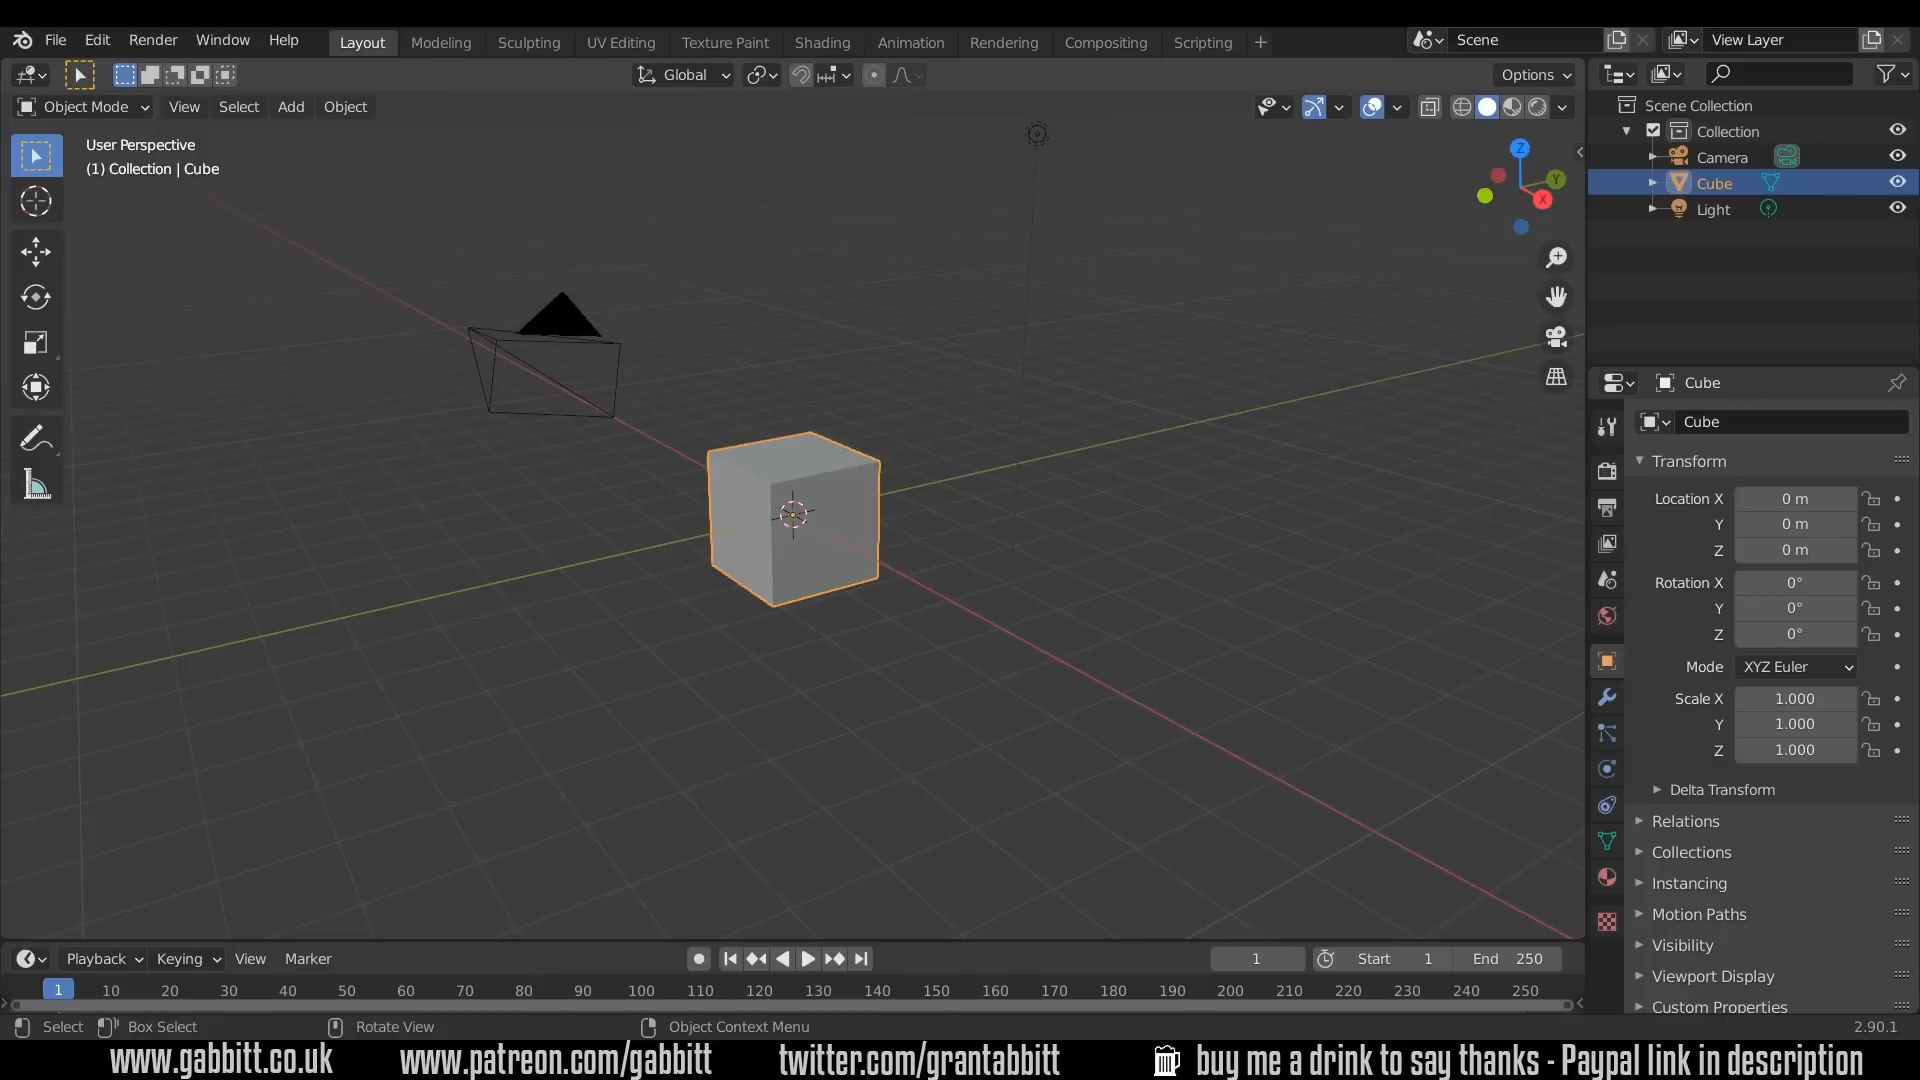 File Edit Render Window Help Layout Modeling Sculpting UV Editing Texture Paint Shading Animation Rendering Compositing Scripting + Scene View Layer
Global Options
Object Mode View Select Add Object
User Perspective
(1) Collection | Cube
Z
Y
X
Scene Collection
Collection
Camera
Cube
Light
Cube
Cube
Transform
Location X 0 m
Y 0 m
Z 0 m
Rotation X 0°
Y 0°
Z 0°
Mode XYZ Euler
Scale X 1.000
Y 1.000
Z 1.000
Delta Transform
Relations
Collections
Instancing
Motion Paths
Visibility
Viewport Display
Custom Properties
Playback Keying View Marker 1 Start 1 End 250
1 10 20 30 40 50 60 70 80 90 100 110 120 130 140 150 160 170 180 190 200 210 220 230 240 250
Select Box Select Rotate View Object Context Menu 2.90.1
www.gabbitt.co.uk www.patreon.com/gabbitt twitter.com/grantabbitt buy me a drink to say thanks - Paypal link in description